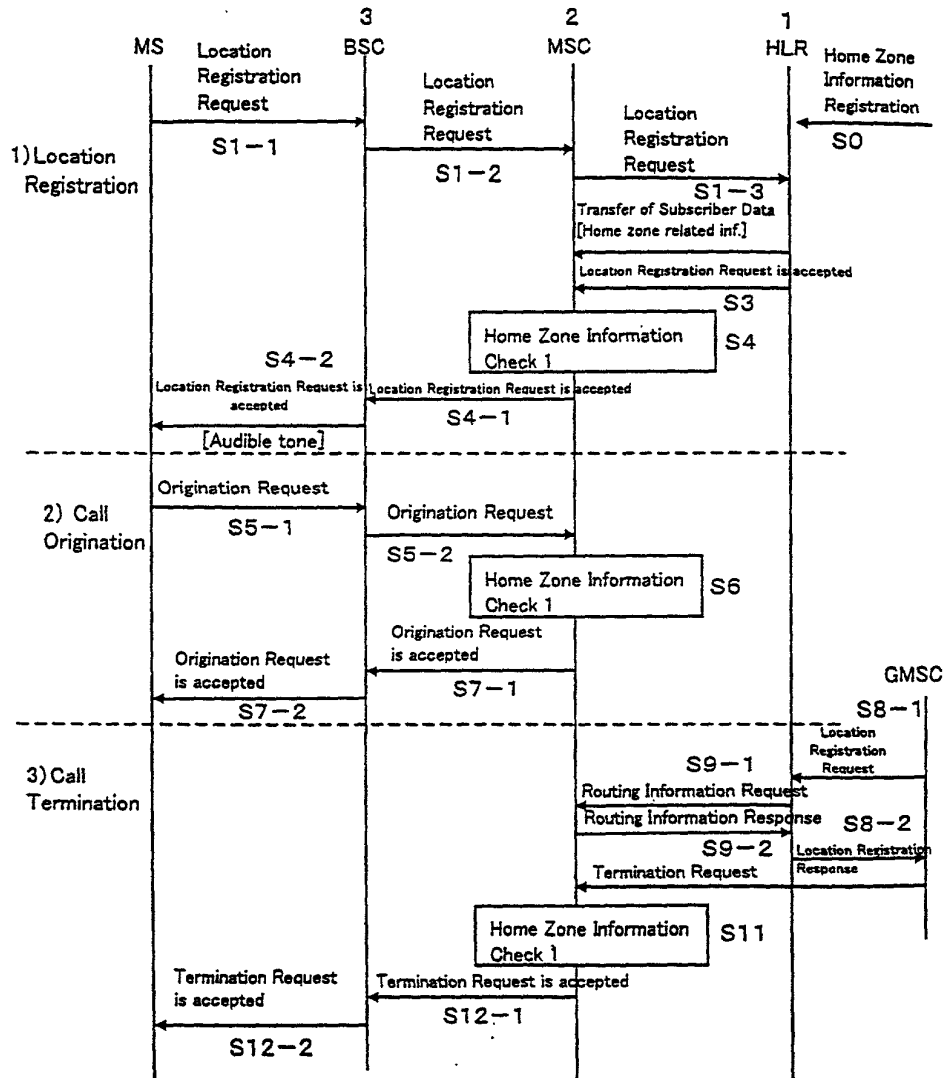 3
2
1
MS
BSC
MSC
HLR
Location
Registration
Request
S1-1
Location
Registration
Request
S1-2
Location
Registration
Request
S1-3
Home Zone
Information
Registration
S0
1) Location
Registration
Transfer of Subscriber Data
[Home zone related inf.]
Location Registration Request is accepted
S3
Home Zone Information
Check 1
S4
S4-2
Location Registration Request is
accepted
Location Registration Request is accepted
S4-1
[Audible tone]
2) Call
Origination
Origination Request
S5-1
Origination Request
S5-2
Home Zone Information
Check 1
S6
Origination Request
is accepted
S7-1
Origination Request
is accepted
S7-2
GMSC
S8-1
Location
Registration
Request
3) Call
Termination
S9-1
Routing Information Request
Routing Information Response
S9-2
S8-2
Location Registration
Response
Termination Request
Home Zone Information
Check 1
S11
Termination Request
is accepted
Termination Request is accepted
S12-1
S12-2